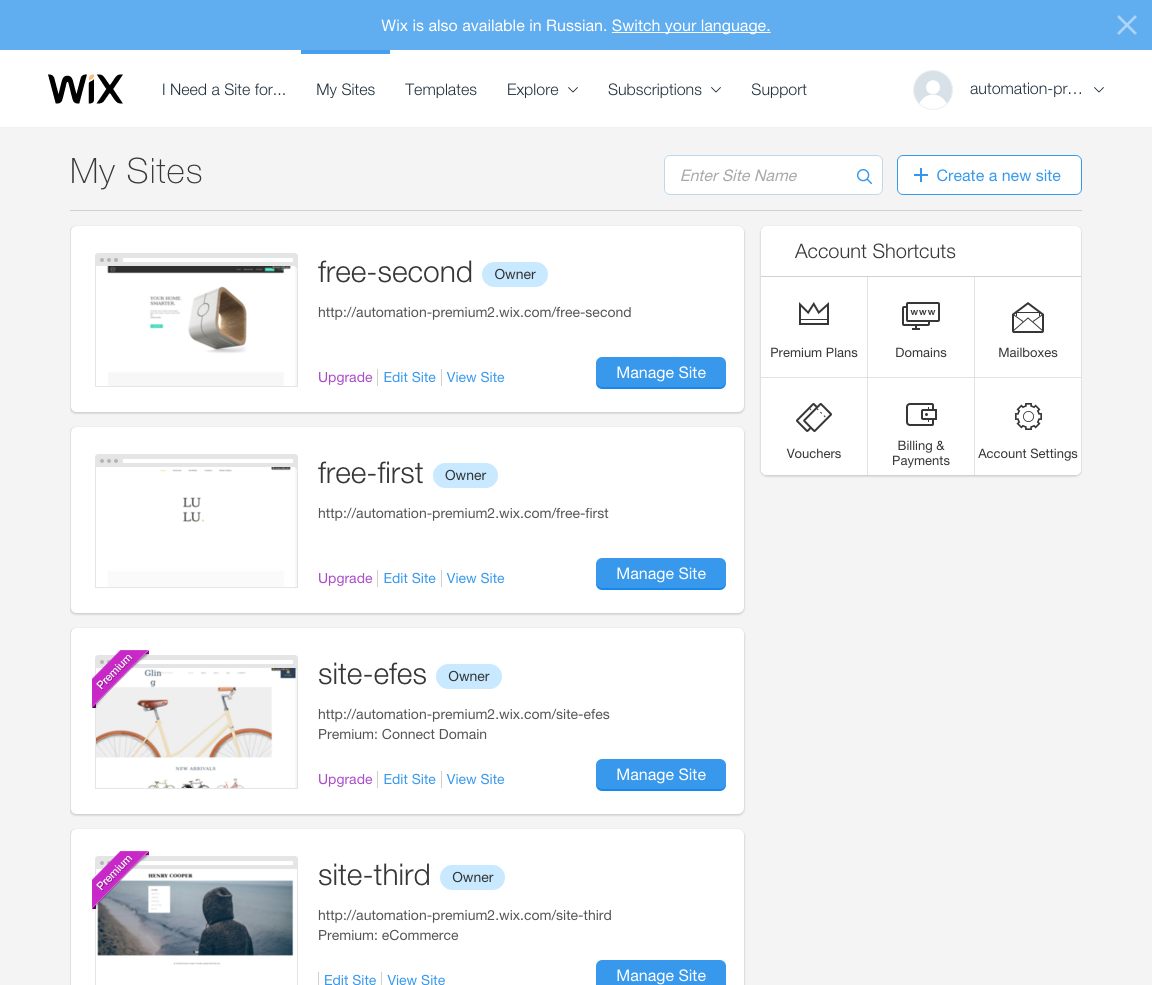 Wix is also available in Russian. Switch your language.
WiX
I Need a Site for...
My Sites
Templates
Explore
Subscriptions
Support
automation-pr...
My Sites
Enter Site Name
Create a new site
free-second
Owner
http://automation-premium2.wix.com/free-second
Upgrade
Edit Site
View Site
Manage Site
YOUR HOME.
SMARTER.
Account Shortcuts
Premium Plans
www
Domains
Mailboxes
Vouchers
Billing &
Payments
Account Settings
free-first
Owner
http://automation-premium2.wix.com/free-first
Upgrade
Edit Site
View Site
Manage Site
LU
LU.
Premium
Glin
g
NEW ARRIVALS
site-efes
Owner
http://automation-premium2.wix.com/site-efes
Premium: Connect Domain
Upgrade
Edit Site
View Site
Manage Site
Premium
HENRY COOPER
site-third
Owner
http://automation-premium2.wix.com/site-third
Premium: eCommerce
Edit Site
View Site
Manage Site